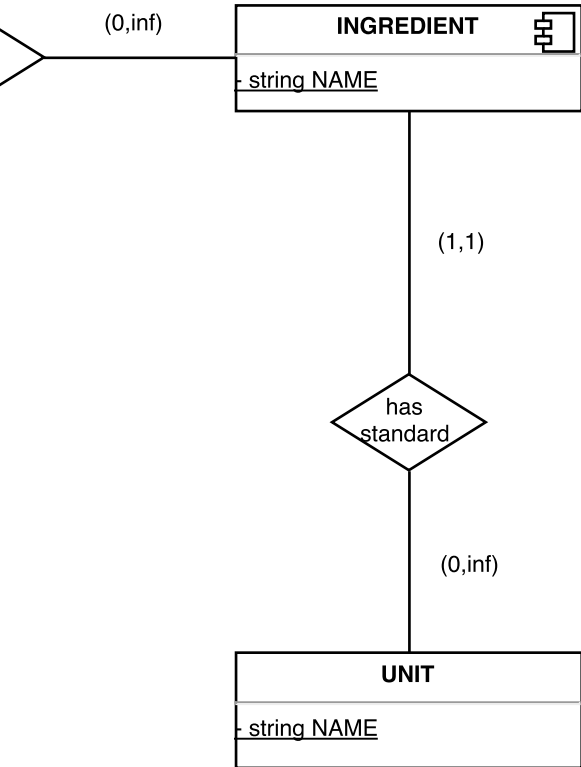 (0,inf)
INGREDIENT
- string NAME
(1,1)
has
standard
(0,inf)
UNIT
- string NAME